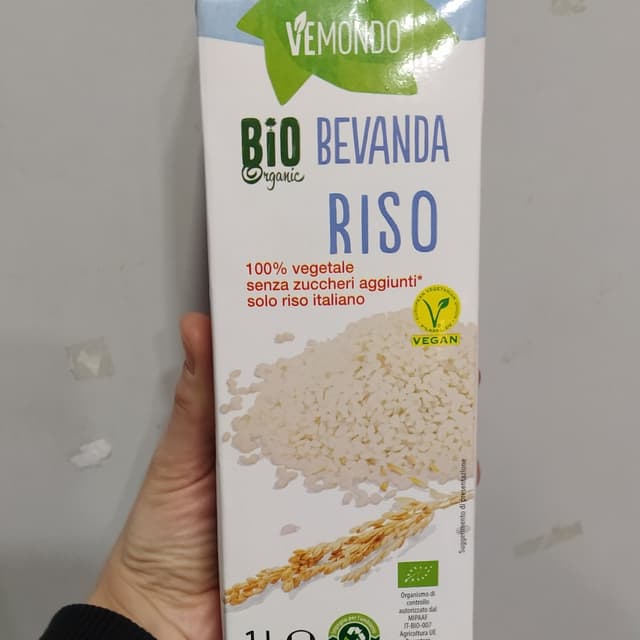 VEMONDO
BIO
Organic
BEVANDA
RISO
100% vegetale
senza zuccheri aggiunti*
solo riso italiano
VEGAN
Suggerimento di presentazione
Organismo di
controllo
autorizzato dal
MIPAAF
IT-BIO-007
Agricoltura UE
1L